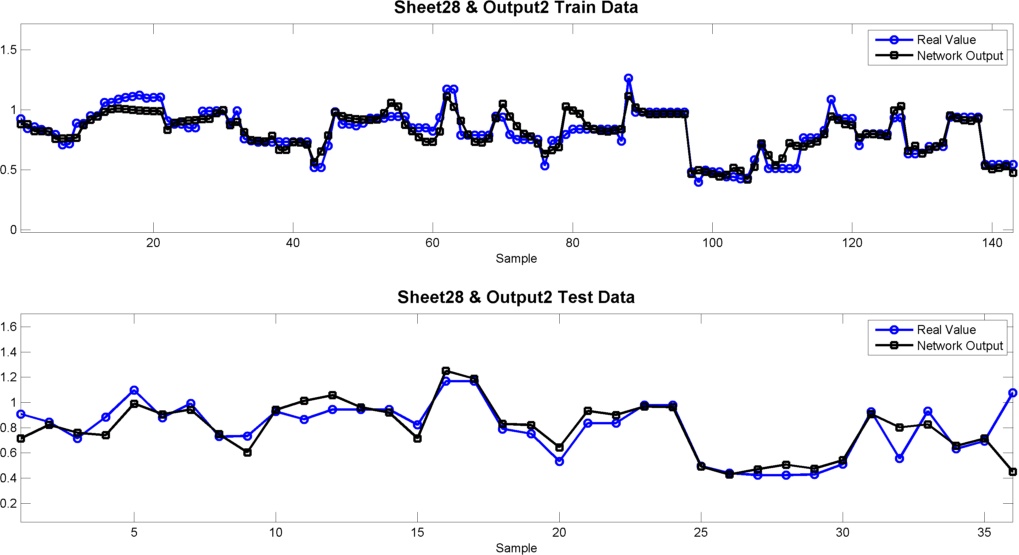 Sheet28 & Output2 Train Data
Real Value
Network Output
1.5
1
0.5
0
20 40 60 80 100 120 140
Sample
Sheet28 & Output2 Test Data
Real Value
Network Output
1.6
1.4
1.2
1
0.8
0.6
0.4
0.2
5 10 15 20 25 30 35
Sample